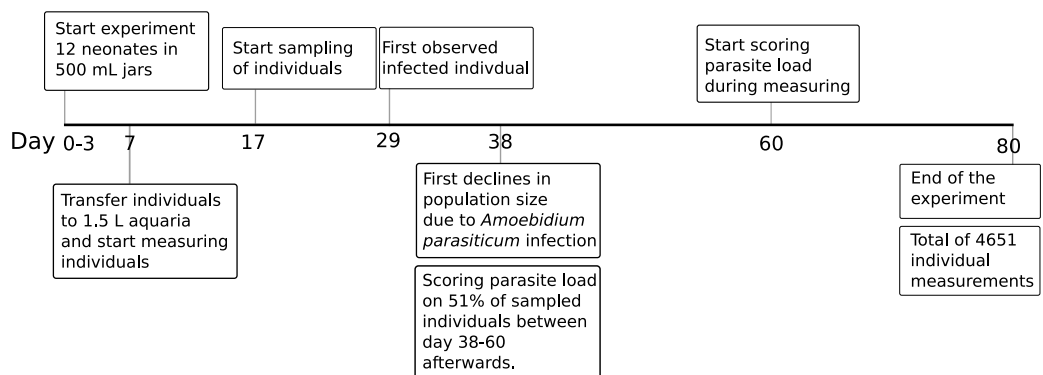 Start experiment
12 neonates in
500 mL jars
Start sampling
of individuals
First observed
infected indivdual
Start scoring
parasite load
during measuring
Day 0-3 7 17 29 38 60 80
Transfer individuals
to 1.5 L aquaria
and start measuring
individuals
First declines in
population size
due to Amoebidium
parasiticum infection
Scoring parasite load
on 51% of sampled
individuals between
day 38-60
afterwards.
End of the
experiment
Total of 4651
individual
measurements